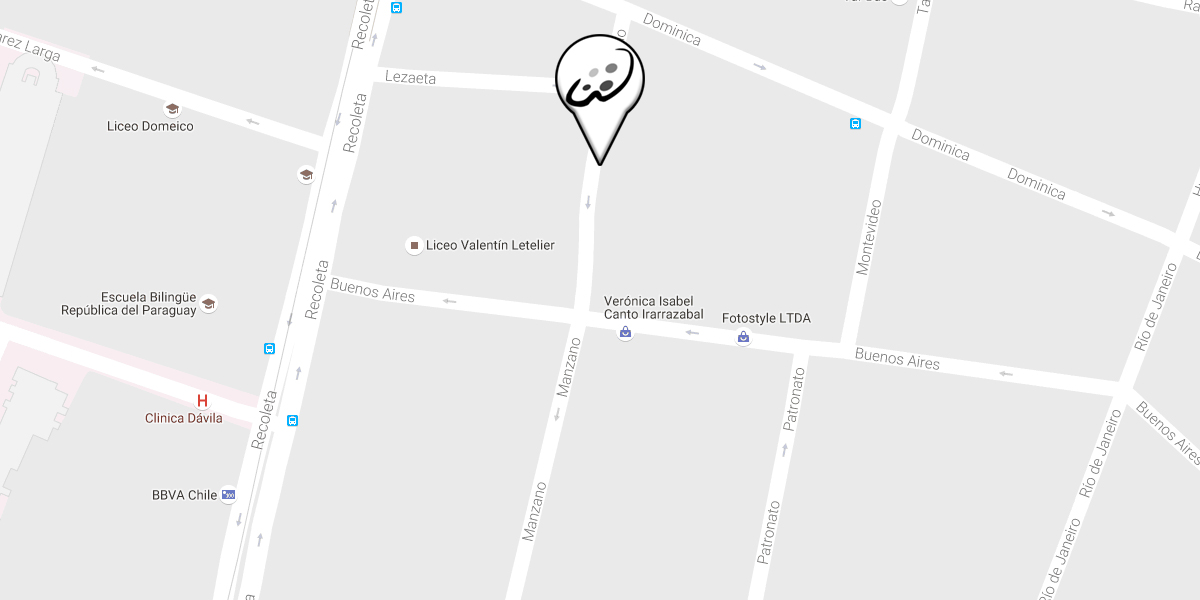 Recoleta
Dominica
arez Larga
Lezaeta
Liceo Domeico
Recoleta
Dominica
Dominica
Montevideo
Liceo Valentín Letelier
Recoleta
Buenos Aires
Escuela Bilingüe
República del Paraguay
Verónica Isabel
Canto Irarrazabal
Fotostyle LTDA
Río de Janeiro
Buenos Aires
Manzano
Patronato
Clinica Dávila
Recoleta
Buenos Aires
Río de Janeiro
BBVA Chile
Manzano
Patronato
Río de Janeiro